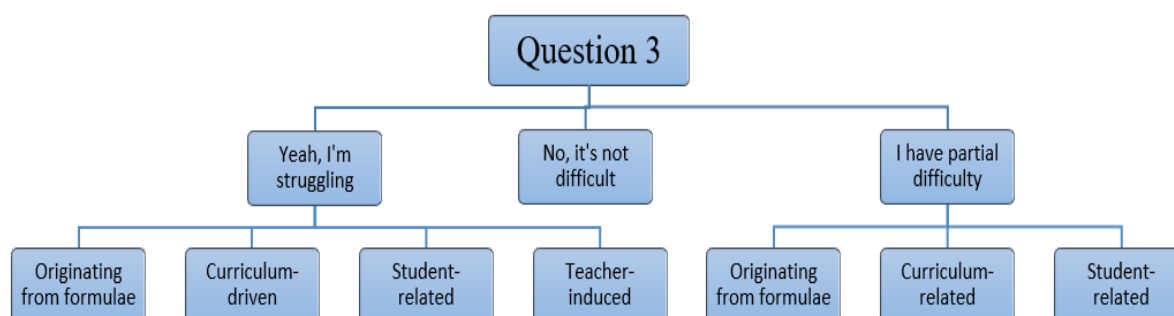 Question 3
Yeah, I'm
struggling
No, it's not
difficult
I have partial
difficulty
Originating
from formulae
Curriculum-
driven
Student-
related
Teacher-
induced
Originating
from formulae
Curriculum-
related
Student-
related